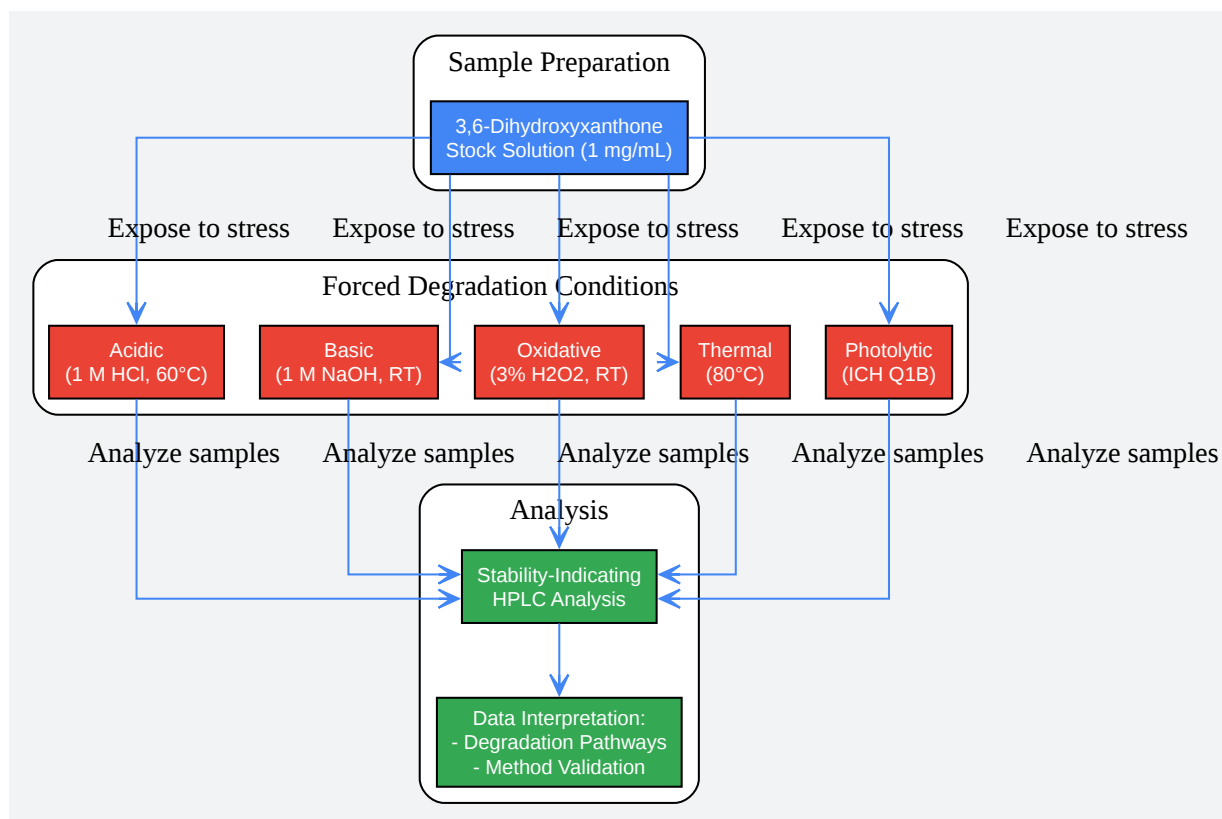 Sample Preparation
3,6-Dihydroxyxanthone
Stock Solution (1 mg/mL)
Expose to stress
Expose to stress
Expose to stress
Expose to stress
Expose to stress
Forced Degradation Conditions
Acidic
(1 M HCl, 60°C)
Basic
(1 M NaOH, RT)
Oxidative
(3% H2O2, RT)
Thermal
(80°C)
Photolytic
(ICH Q1B)
Analyze samples
Analyze samples
Analyze samples
Analyze samples
Analyze samples
Analysis
Stability-Indicating
HPLC Analysis
Data Interpretation:
- Degradation Pathways
- Method Validation